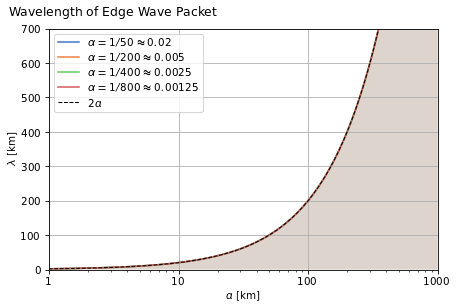 Wavelength of Edge Wave Packet
700
600
500
400
300
200
100
0
λ [km]
α = 1/50 ≈ 0.02
α = 1/200 ≈ 0.005
α = 1/400 ≈ 0.0025
α = 1/800 ≈ 0.00125
2a
1
10
100
1000
a [km]